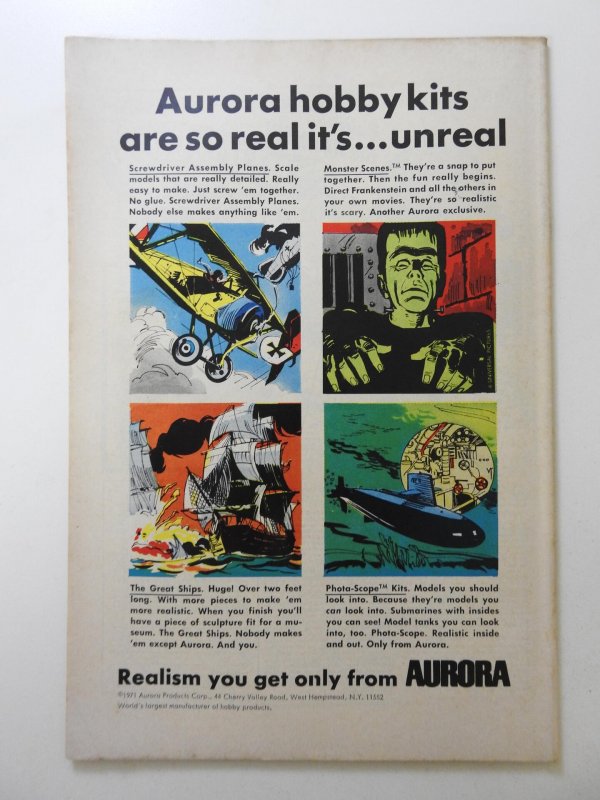 Aurora hobby kits
are so real it's...unreal
Screwdriver Assembly Planes. Scale
models that are really detailed. Really
easy to make. Just screw 'em together.
No glue. Screwdriver Assembly Planes.
Nobody else makes anything like 'em.
Monster Scenes.™ They're a snap to put
together. Then the fun really begins.
Direct Frankenstein and all the others in
your own movies. They're so realistic
it's scary. Another Aurora exclusive.
The Great Ships. Huge! Over two feet
long. With more pieces to make 'em
more realistic. When you finish you'll
have a piece of sculpture fit for a mu-
seum. The Great Ships. Nobody makes
'em except Aurora. And you.
Phota-Scope™ Kits. Models you should
look into. Because they're models you
can look into. Submarines with insides
you can see! Model tanks you can look
into, too. Phota-Scope. Realistic inside
and out. Only from Aurora.
Realism you get only from AURORA
©1971 Aurora Products Corp., 44 Cherry Valley Road, West Hempstead, N.Y. 11552
World's largest manufacturer of hobby products.